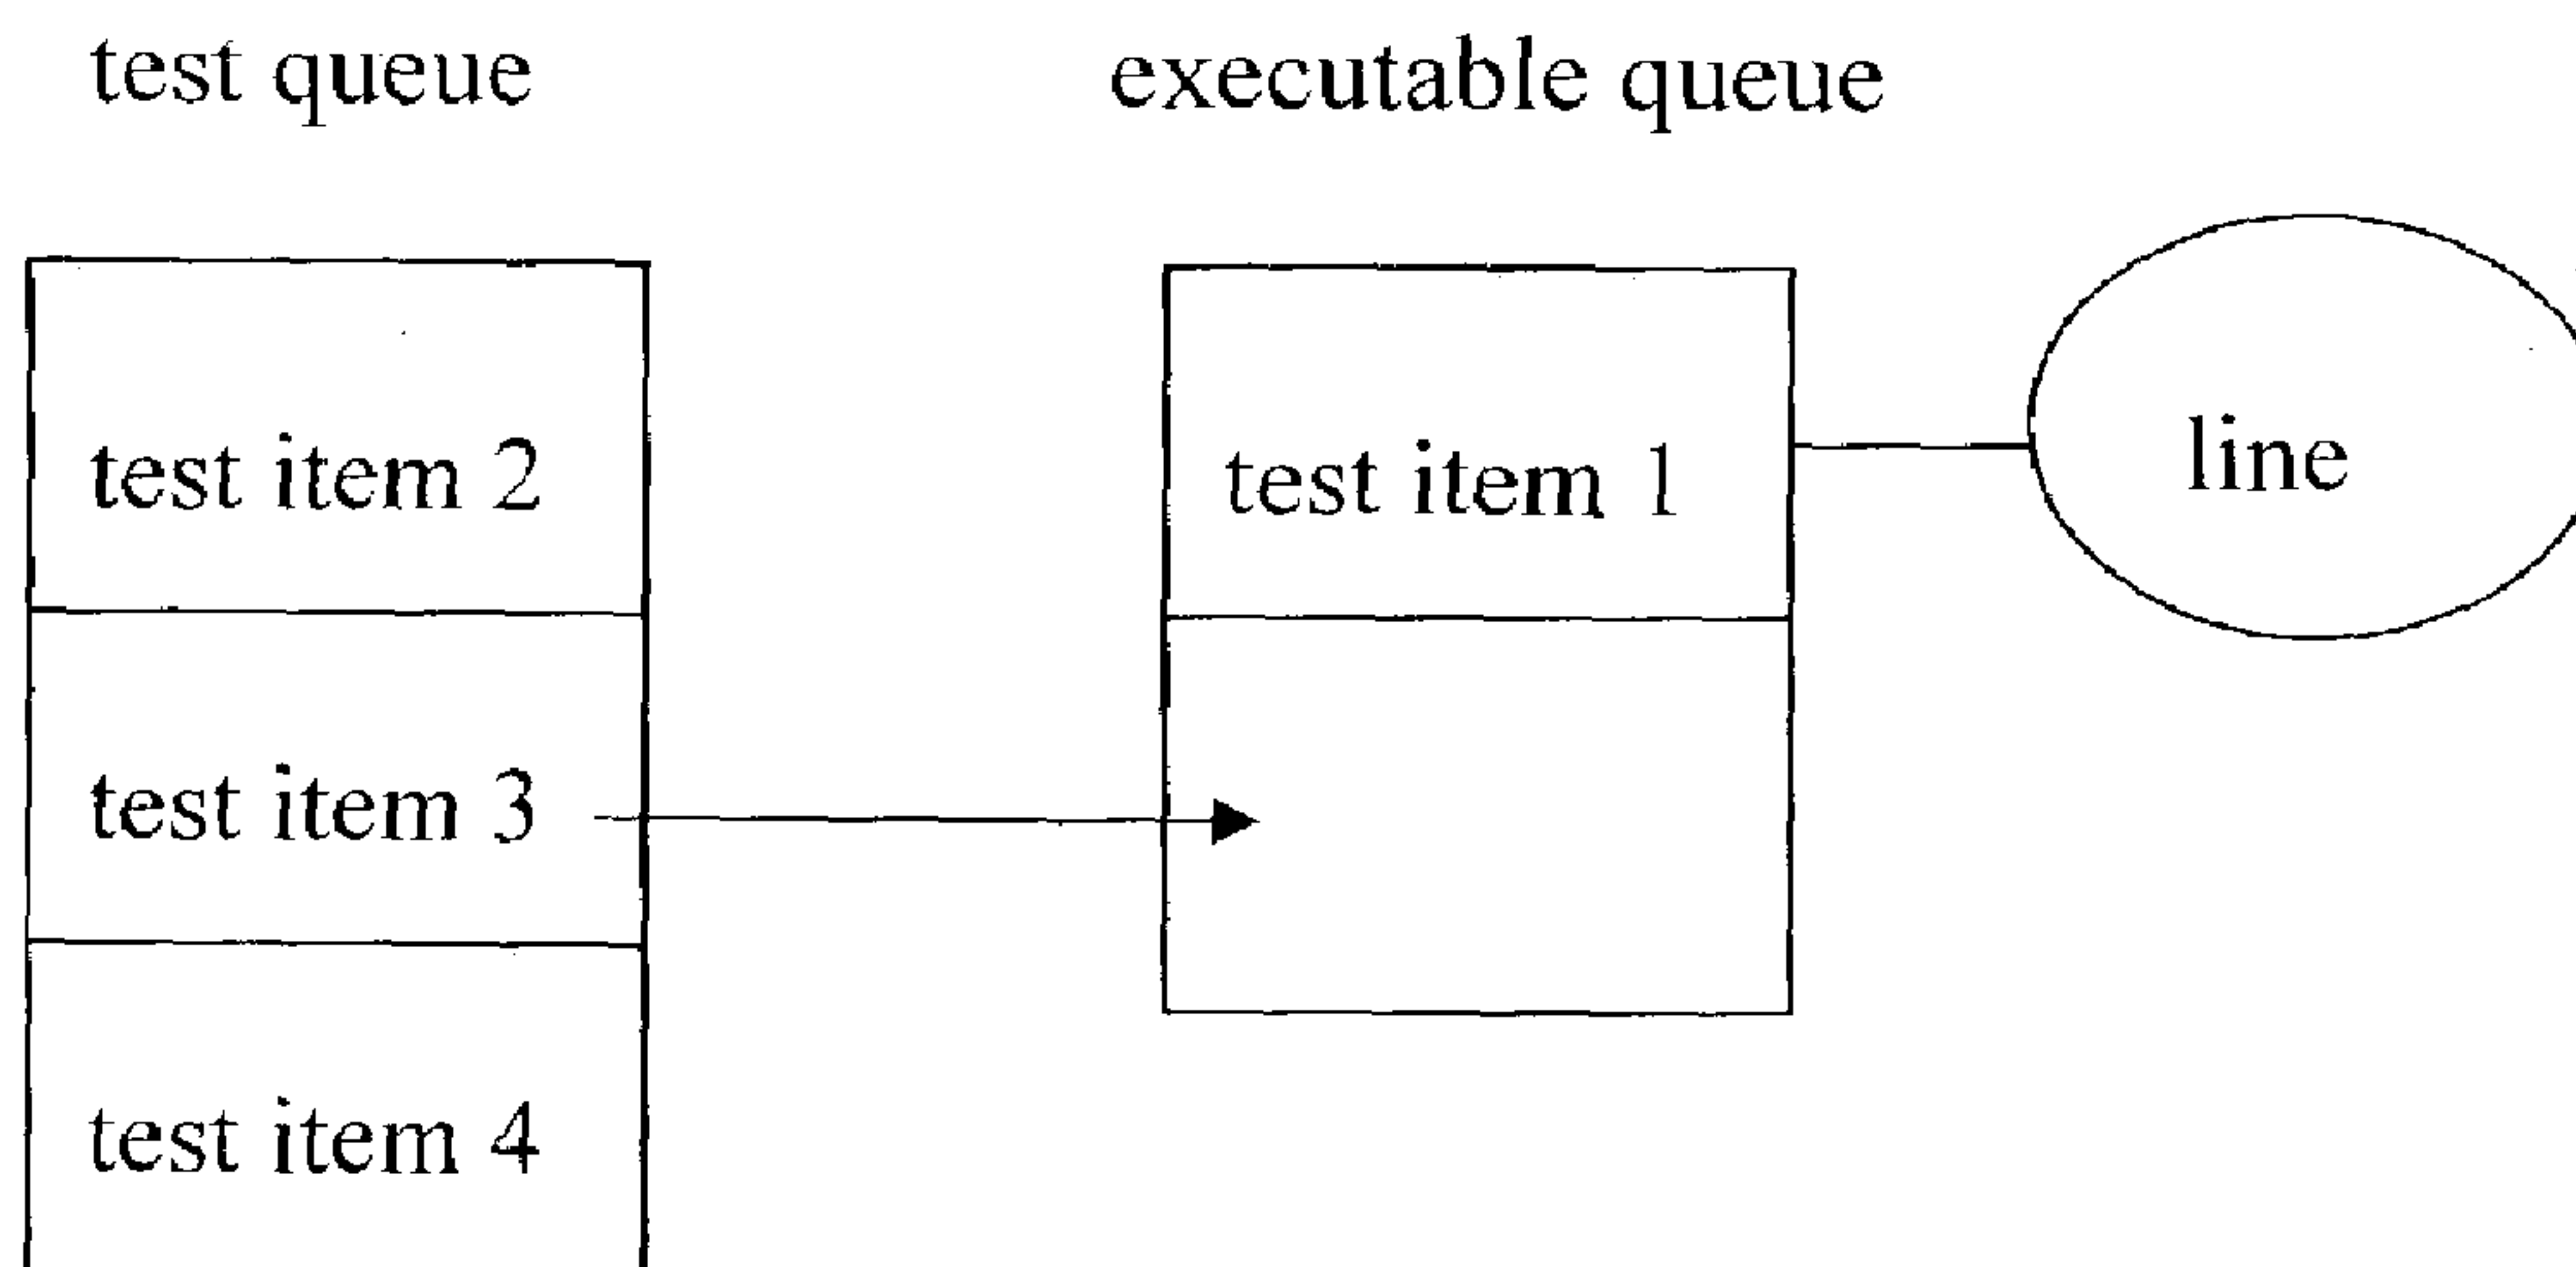 test queue
executable queue
test item 2
test item 1
line
test item 3
test item 4